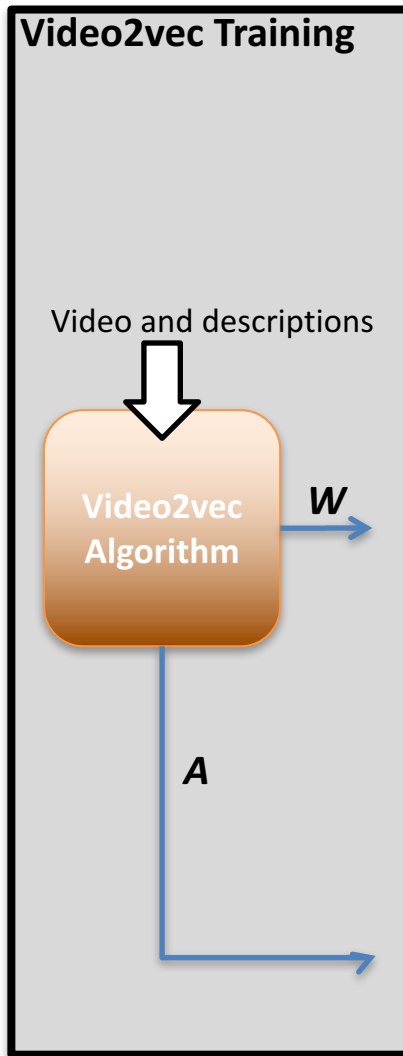 Video2vec Training
Video and descriptions
Video2vec
Algorithm
W
A